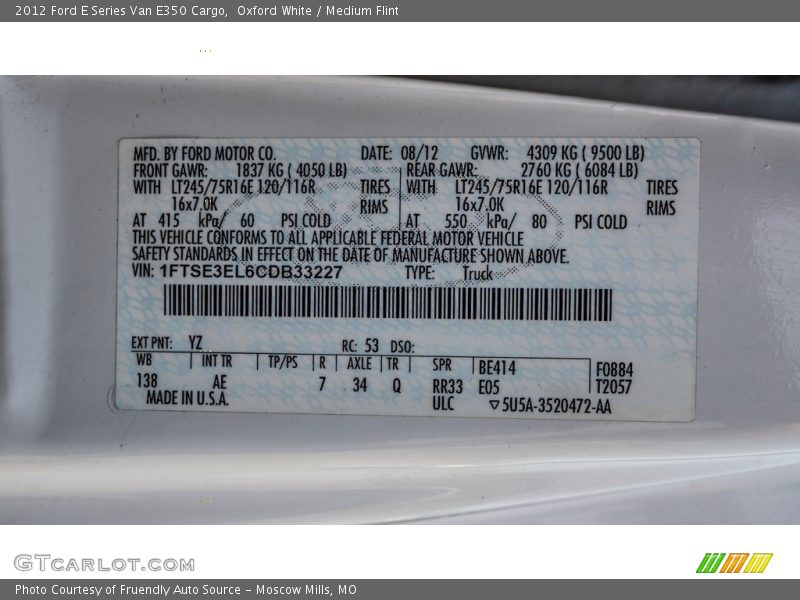 2012 Ford E Series Van E350 Cargo,  Oxford White / Medium Flint
MFD. BY FORD MOTOR CO. DATE: 08/12 GVWR: 4309 KG ( 9500 LB)
FRONT GAWR: 1837 KG ( 4050 LB) REAR GAWR: 2760 KG ( 6084 LB)
WITH LT245/75R16E 120/116R TIRES WITH LT245/75R16E 120/116R TIRES
16x7.0K RIMS 16x7.0K RIMS
AT 415 kPa/ 60 PSI COLD AT 550 kPa/ 80 PSI COLD
THIS VEHICLE CONFORMS TO ALL APPLICABLE FEDERAL MOTOR VEHICLE
SAFETY STANDARDS IN EFFECT ON THE DATE OF MANUFACTURE SHOWN ABOVE.
VIN: 1FTSE3EL6CDB33227 TYPE: Truck
EXT PNT: YZ RC: 53 DSO:
WB INT TR TP/PS R AXLE TR SPR BE414 F0884
138 AE 7 34 Q RR33 E05 T2057
MADE IN U.S.A. ULC ▽5U5A-3520472-AA
GTCARLOT.COM
Photo Courtesy of Fruendly Auto Source - Moscow Mills, MO